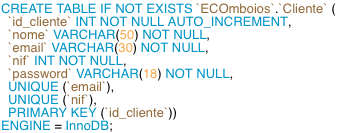 CREATE TABLE IF NOT EXISTS `ECOmboios`.`Cliente` (
`id_cliente` INT NOT NULL AUTO_INCREMENT,
`nome` VARCHAR(50) NOT NULL,
`email` VARCHAR(30) NOT NULL,
`nif` INT NOT NULL,
`password` VARCHAR(18) NOT NULL,
UNIQUE (`email`),
UNIQUE (`nif`),
PRIMARY KEY (`id_cliente`))
ENGINE = InnoDB;